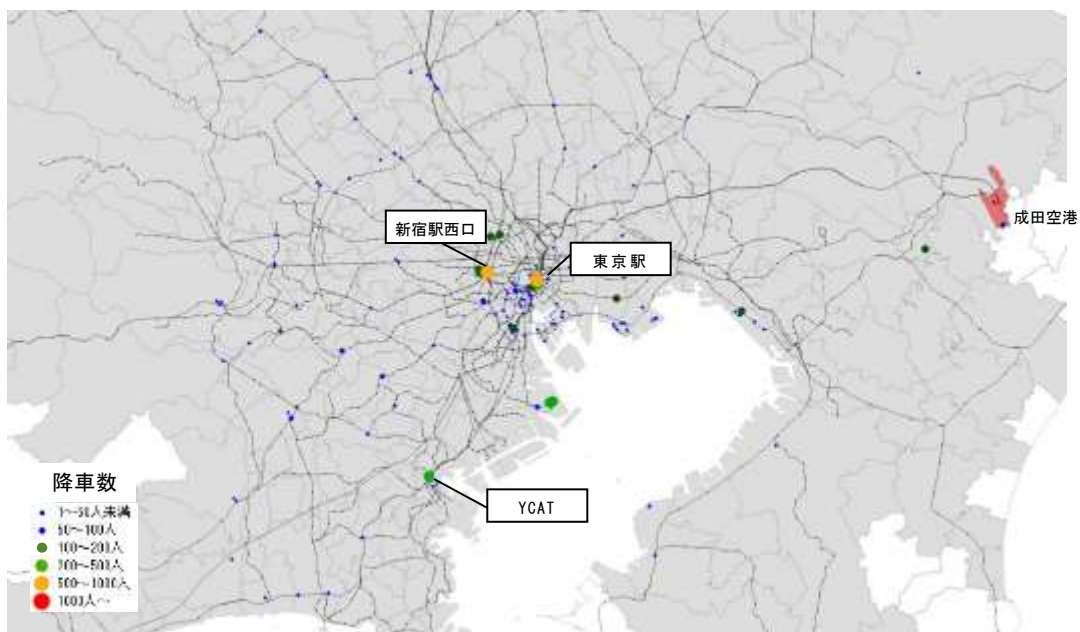 新宿駅西口
東京駅
成田空港
YCAT
降車数
1～50人未満
50～100人
100～200人
200～500人
500～1000人
1000人～